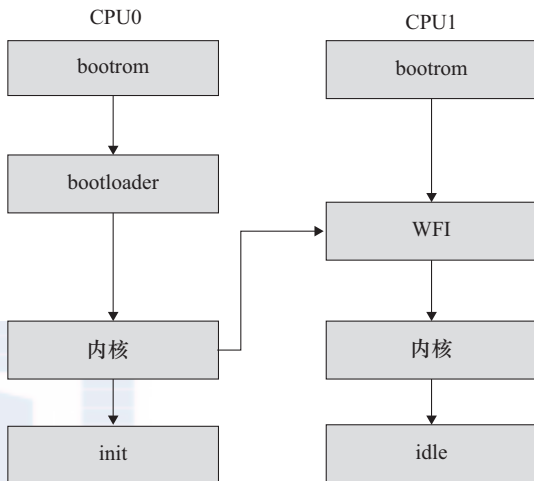 CPU0
bootrom
bootloader
内核
init
CPU1
bootrom
WFI
内核
idle